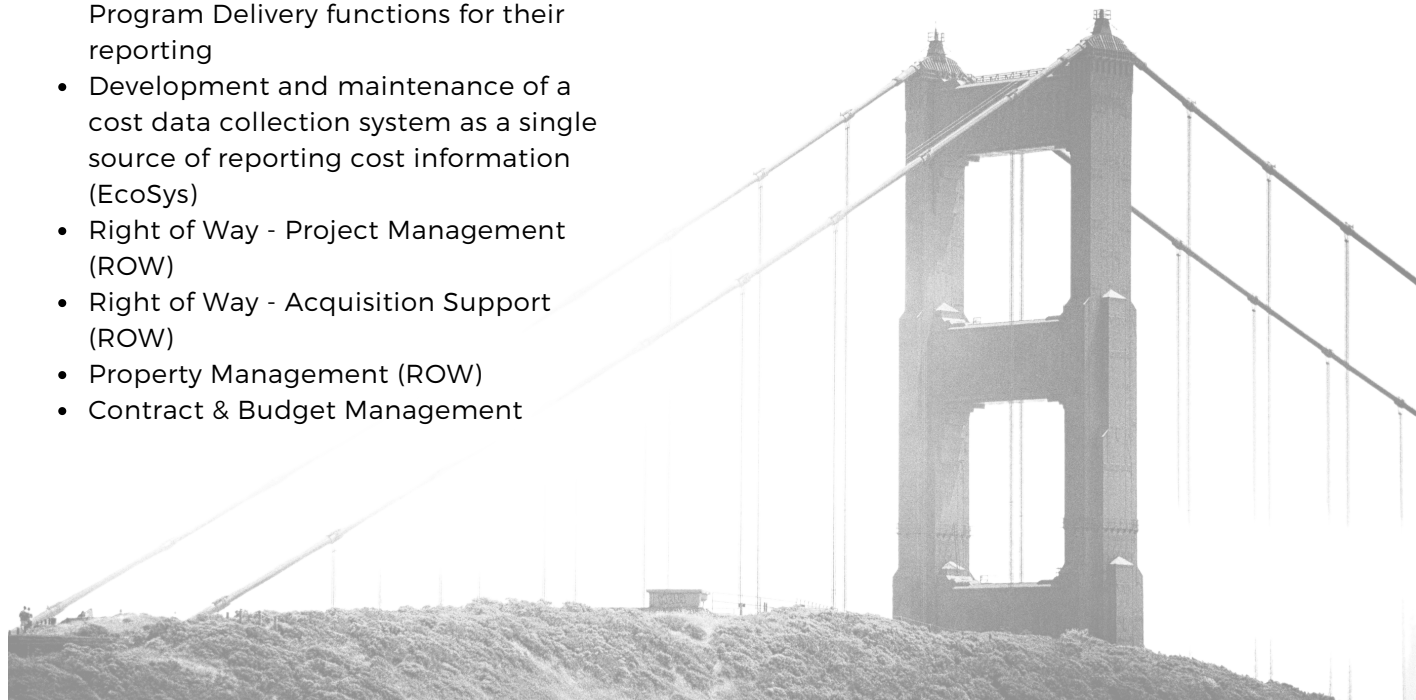 Program Delivery functions for their
reporting
• Development and maintenance of a
cost data collection system as a single
source of reporting cost information
(EcoSys)
• Right of Way - Project Management
(ROW)
• Right of Way - Acquisition Support
(ROW)
• Property Management (ROW)
• Contract & Budget Management